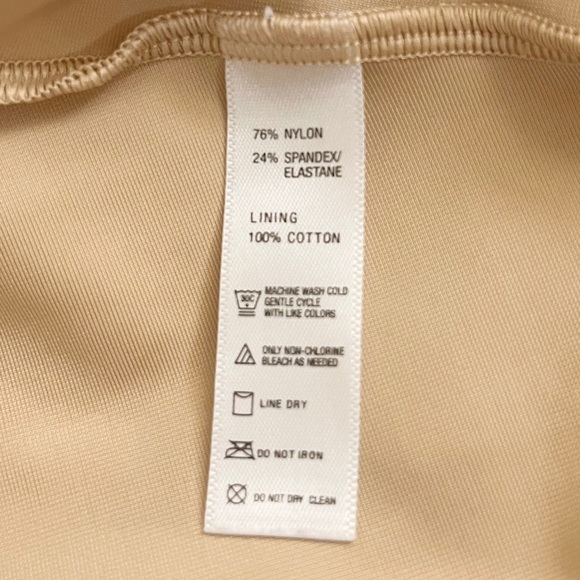 76% NYLON
24% SPANDEX/
ELASTANE
LINING
100% COTTON
30C
MACHINE WASH COLD
GENTLE CYCLE
WITH LIKE COLORS
ONLY NON-CHLORINE
BLEACH AS NEEDED
LINE DRY
DO NOT IRON
DO NOT DRY CLEAN